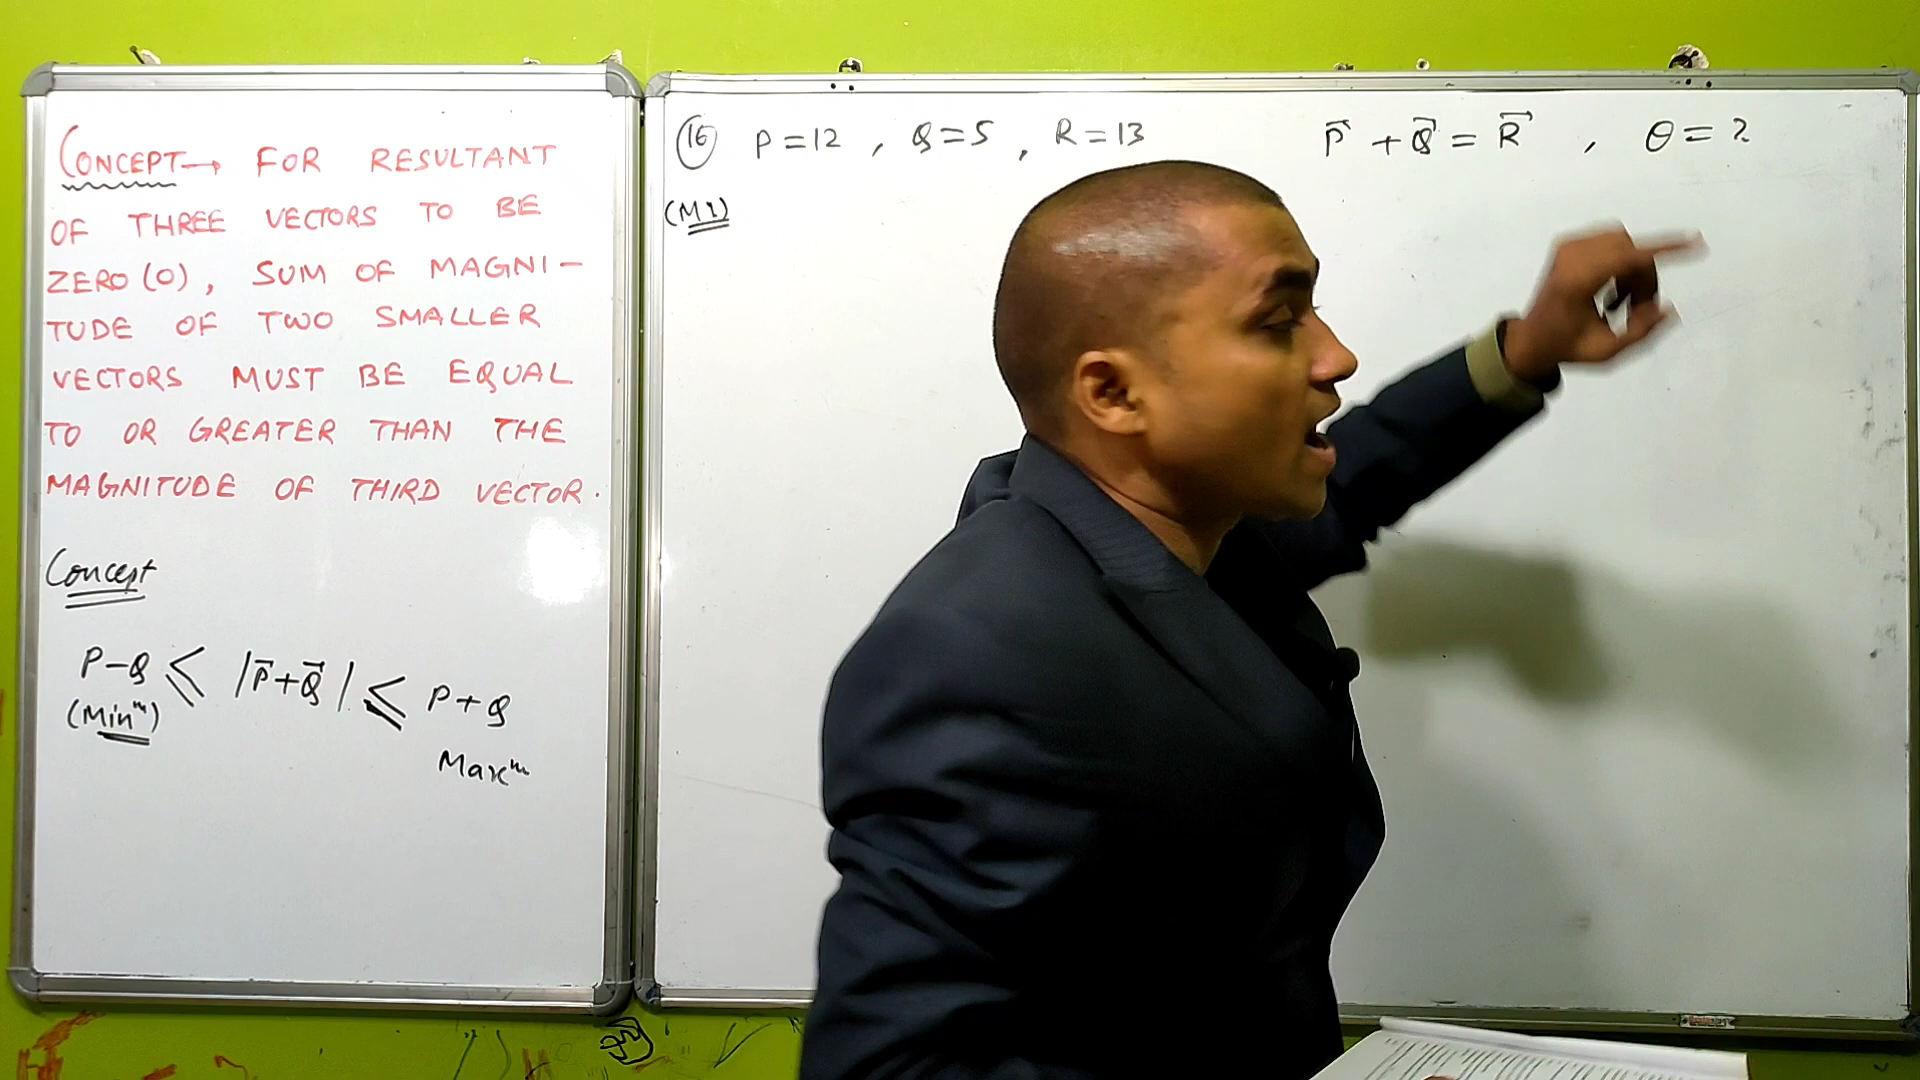 CONCEPT → FOR RESULTANT
OF THREE VECTORS TO BE
ZERO (0), SUM OF MAGNI-
TUDE OF TWO SMALLER
VECTORS MUST BE EQUAL
TO OR GREATER THAN THE
MAGNITUDE OF THIRD VECTOR.
Concept
P-Q ≤ |P⃗+Q⃗| ≤ P+Q
(Minᵐ)
Maxᵐ
(16) P=12, Q=5, R=13 P⃗+Q⃗=R⃗, θ=?
(M1)